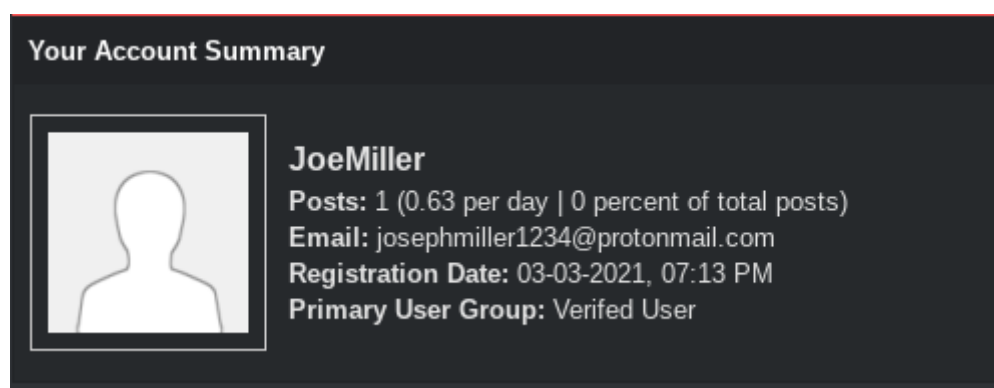 Your Account Summary
JoeMiller
Posts: 1 (0.63 per day | 0 percent of total posts)
Email: josephmiller1234@protonmail.com
Registration Date: 03-03-2021, 07:13 PM
Primary User Group: Verifed User